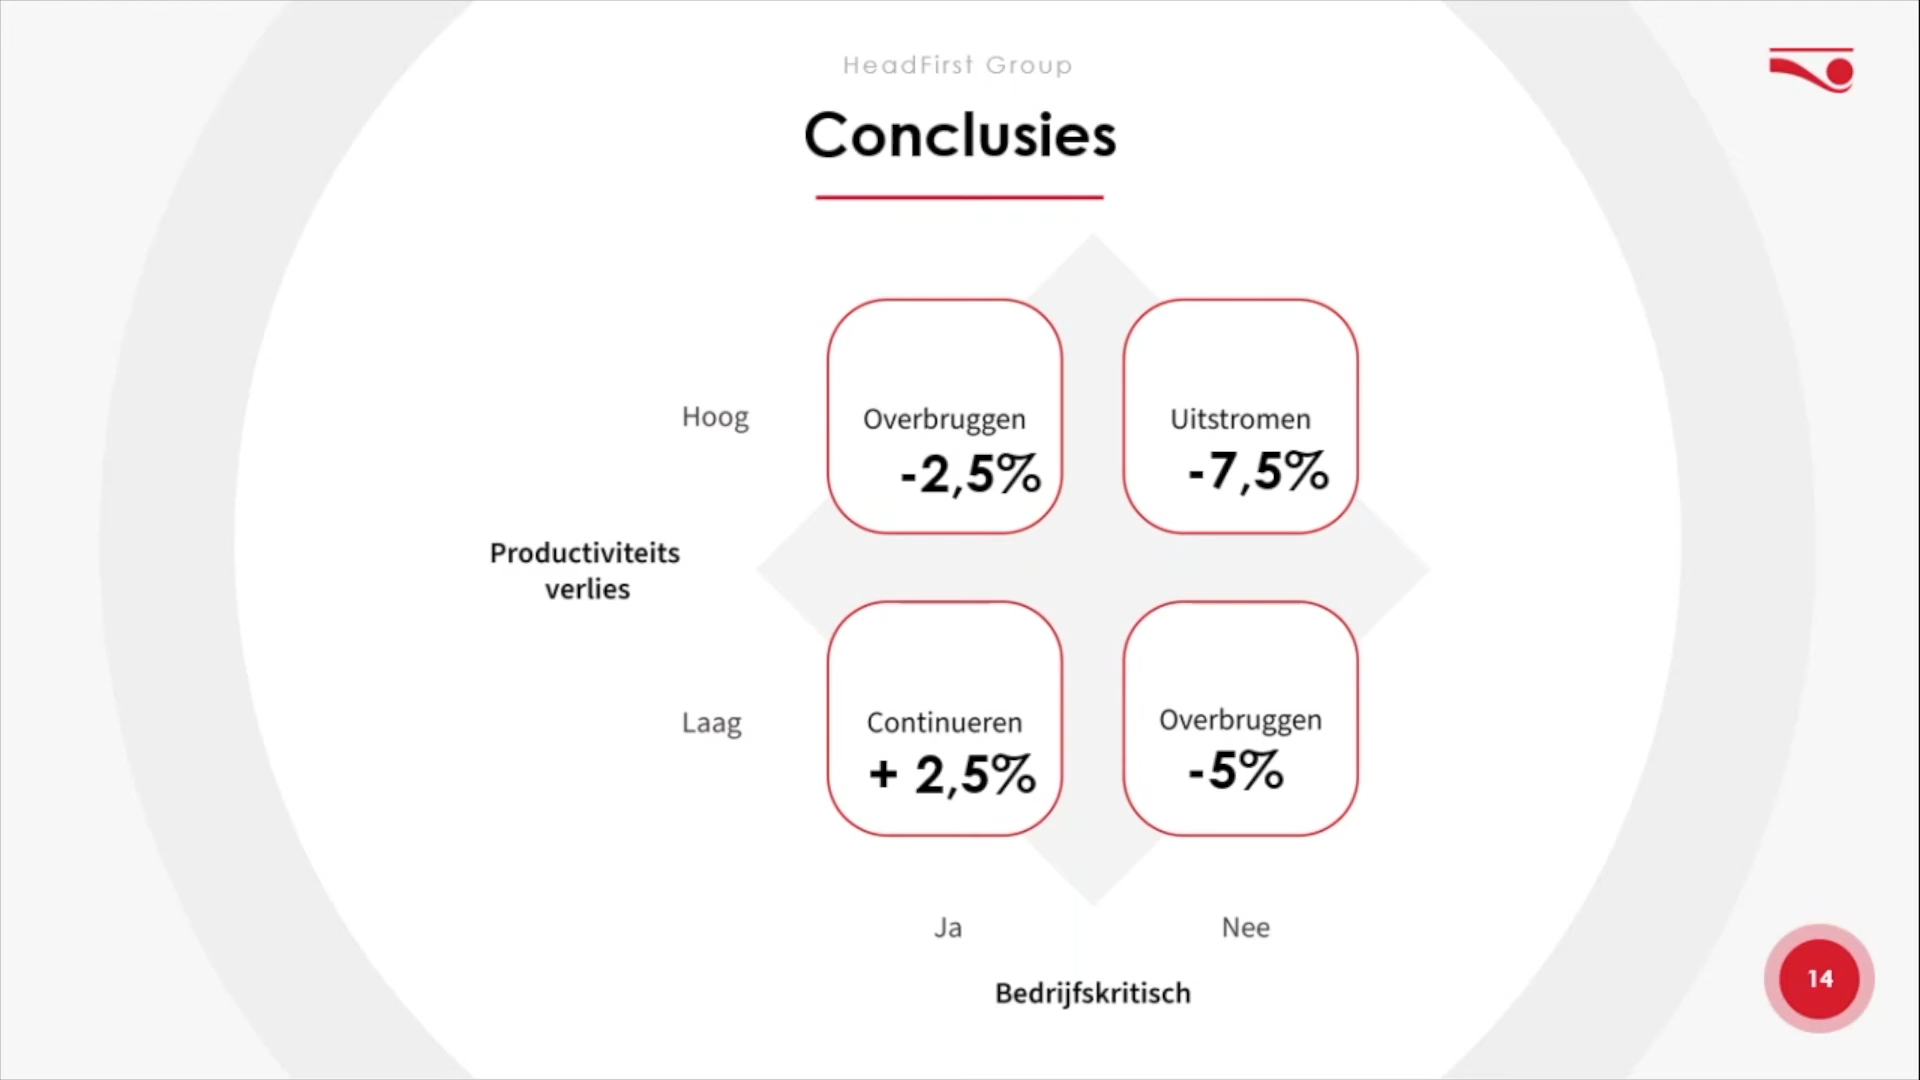 HeadFirst Group
Conclusies
Hoog
Overbruggen
-2,5%
Uitstromen
-7,5%
Productiviteits
verlies
Laag
Continueren
+ 2,5%
Overbruggen
-5%
Ja
Nee
Bedrijfskritisch
14